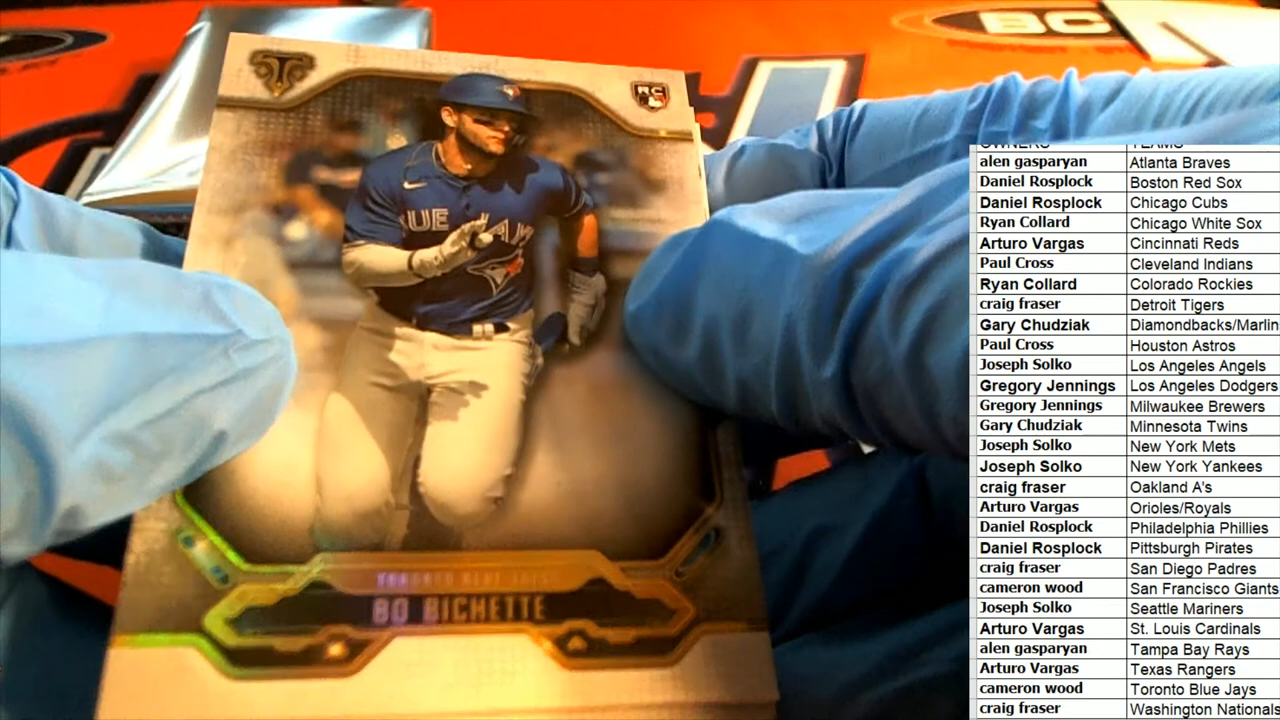 BC
RC
BLUE JAYS
TORONTO BLUE JAYS
BO BICHETTE
OWNERS TEAMS
alen gasparyan Atlanta Braves
Daniel Rosplock Boston Red Sox
Daniel Rosplock Chicago Cubs
Ryan Collard Chicago White Sox
Arturo Vargas Cincinnati Reds
Paul Cross Cleveland Indians
Ryan Collard Colorado Rockies
craig fraser Detroit Tigers
Gary Chudziak Diamondbacks/Marlin
Paul Cross Houston Astros
Joseph Solko Los Angeles Angels
Gregory Jennings Los Angeles Dodgers
Gregory Jennings Milwaukee Brewers
Gary Chudziak Minnesota Twins
Joseph Solko New York Mets
Joseph Solko New York Yankees
craig fraser Oakland A's
Arturo Vargas Orioles/Royals
Daniel Rosplock Philadelphia Phillies
Daniel Rosplock Pittsburgh Pirates
craig fraser San Diego Padres
cameron wood San Francisco Giants
Joseph Solko Seattle Mariners
Arturo Vargas St. Louis Cardinals
alen gasparyan Tampa Bay Rays
Arturo Vargas Texas Rangers
cameron wood Toronto Blue Jays
craig fraser Washington Nationals